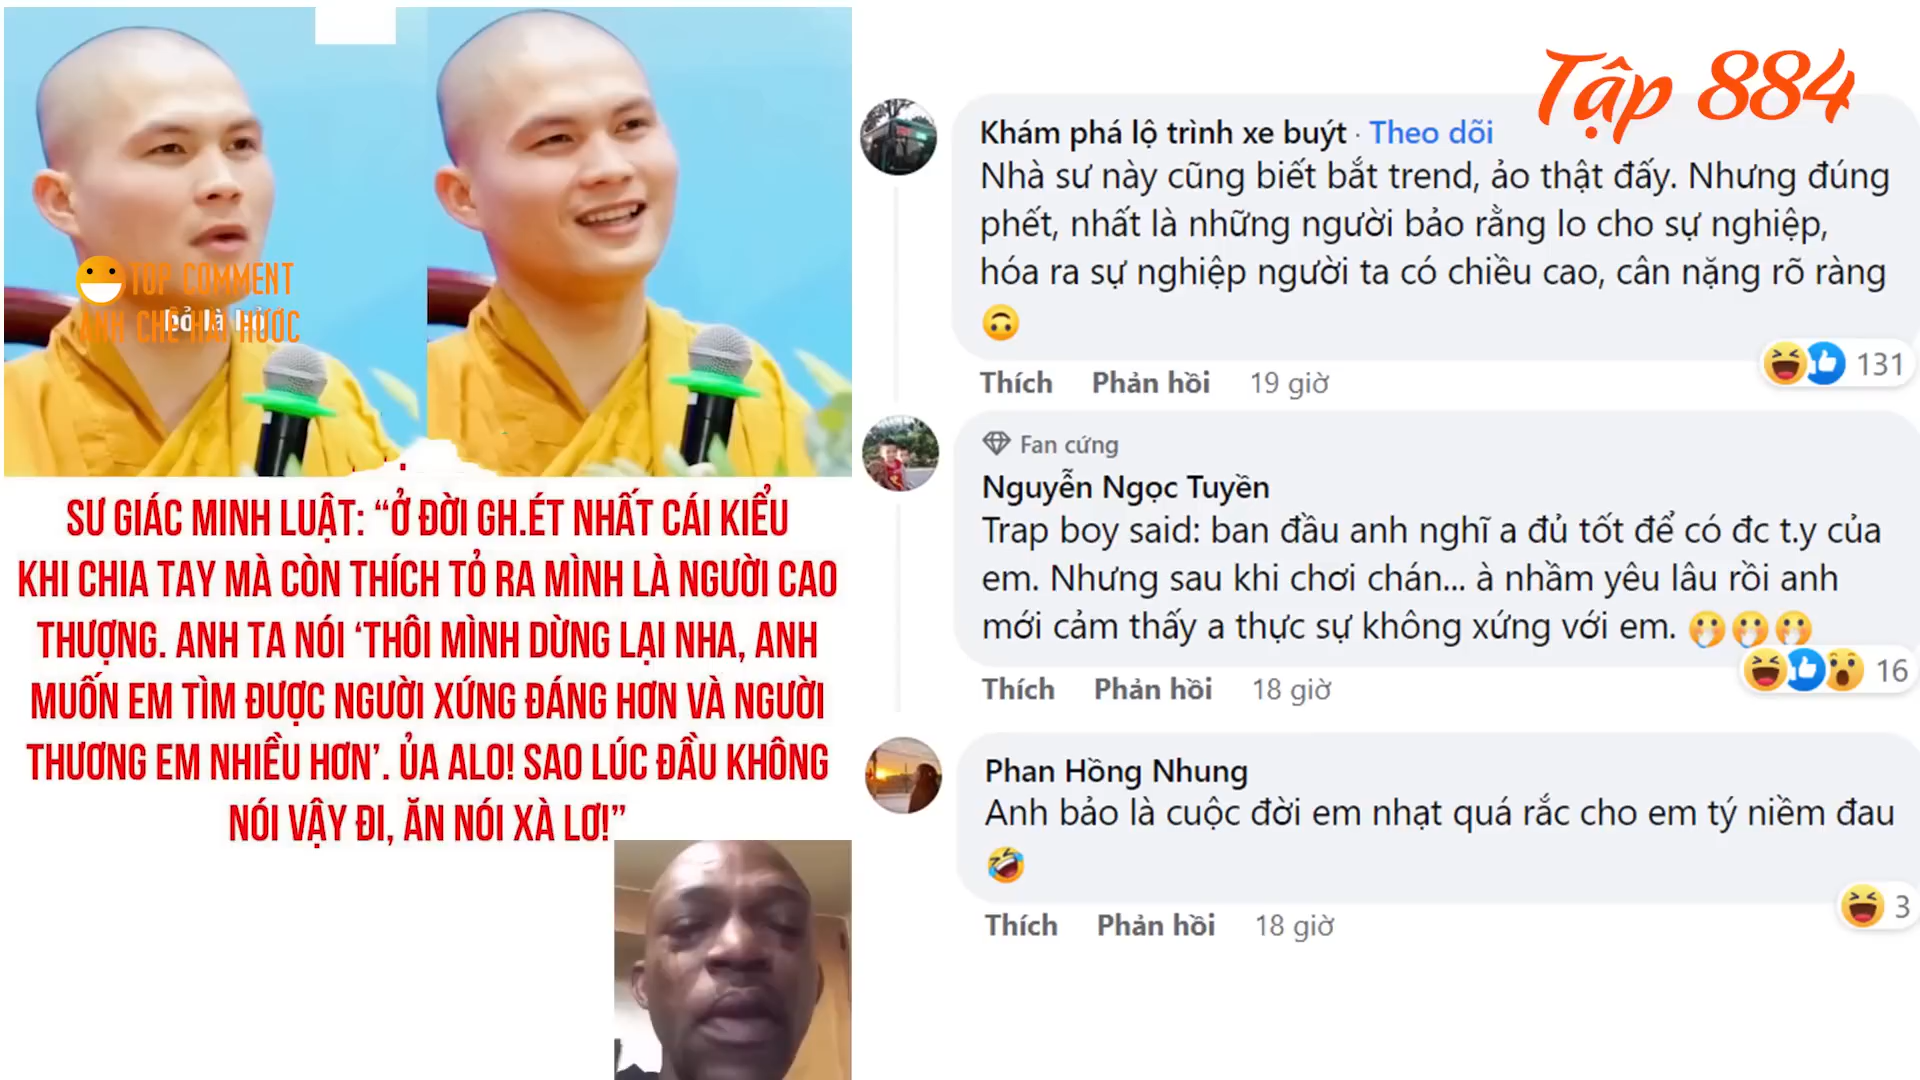 TOP COMMENT
ẢNH CHẾ HÀI HƯỚC
bỏ là bỏ
SƯ GIÁC MINH LUẬT: “Ở ĐỜI GH.ÉT NHẤT CÁI KIỂU
KHI CHIA TAY MÀ CÒN THÍCH TỎ RA MÌNH LÀ NGƯỜI CAO
THƯỢNG. ANH TA NÓI ‘THÔI MÌNH DỪNG LẠI NHA, ANH
MUỐN EM TÌM ĐƯỢC NGƯỜI XỨNG ĐÁNG HƠN VÀ NGƯỜI
THƯƠNG EM NHIỀU HƠN’. ỦA ALO! SAO LÚC ĐẦU KHÔNG
NÓI VẬY ĐI, ĂN NÓI XÀ LƠ!”
Tập 884
Khám phá lộ trình xe buýt · Theo dõi
Nhà sư này cũng biết bắt trend, ảo thật đấy. Nhưng đúng
phết, nhất là những người bảo rằng lo cho sự nghiệp,
hóa ra sự nghiệp người ta có chiều cao, cân nặng rõ ràng
🙃
131
Thích Phản hồi 19 giờ
Fan cứng
Nguyễn Ngọc Tuyền
Trap boy said: ban đầu anh nghĩ a đủ tốt để có đc t.y của
em. Nhưng sau khi chơi chán... à nhầm yêu lâu rồi anh
mới cảm thấy a thực sự không xứng với em. 🤭🤭🤭
16
Thích Phản hồi 18 giờ
Phan Hồng Nhung
Anh bảo là cuộc đời em nhạt quá rắc cho em tý niềm đau
🤣
3
Thích Phản hồi 18 giờ